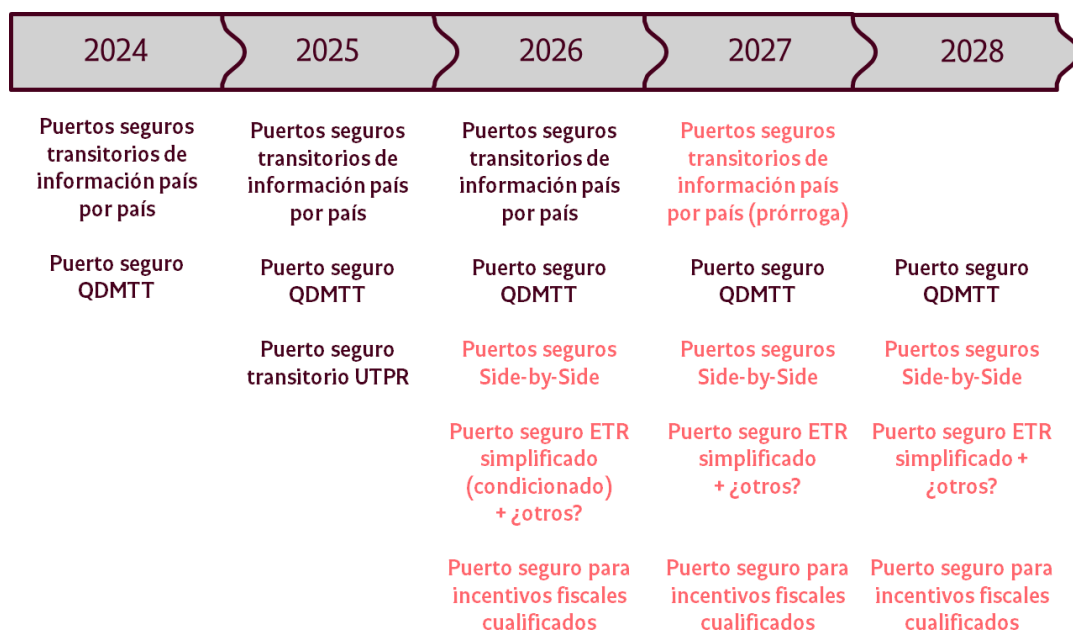 2024
2025
2026
2027
2028
Puertos seguros
transitorios de
información país
por país
Puertos seguros
transitorios de
información país
por país
Puertos seguros
transitorios de
información país
por país
Puertos seguros
transitorios de
información país
por país (prórroga)
Puerto seguro
QDMTT
Puerto seguro
QDMTT
Puerto seguro
QDMTT
Puerto seguro
QDMTT
Puerto seguro
QDMTT
Puerto seguro
transitorio UTPR
Puertos seguros
Side-by-Side
Puertos seguros
Side-by-Side
Puertos seguros
Side-by-Side
Puerto seguro ETR
simplificado
(condicionado)
+ ¿otros?
Puerto seguro ETR
simplificado
+ ¿otros?
Puerto seguro ETR
simplificado +
¿otros?
Puerto seguro para
incentivos fiscales
cualificados
Puerto seguro para
incentivos fiscales
cualificados
Puerto seguro para
incentivos fiscales
cualificados